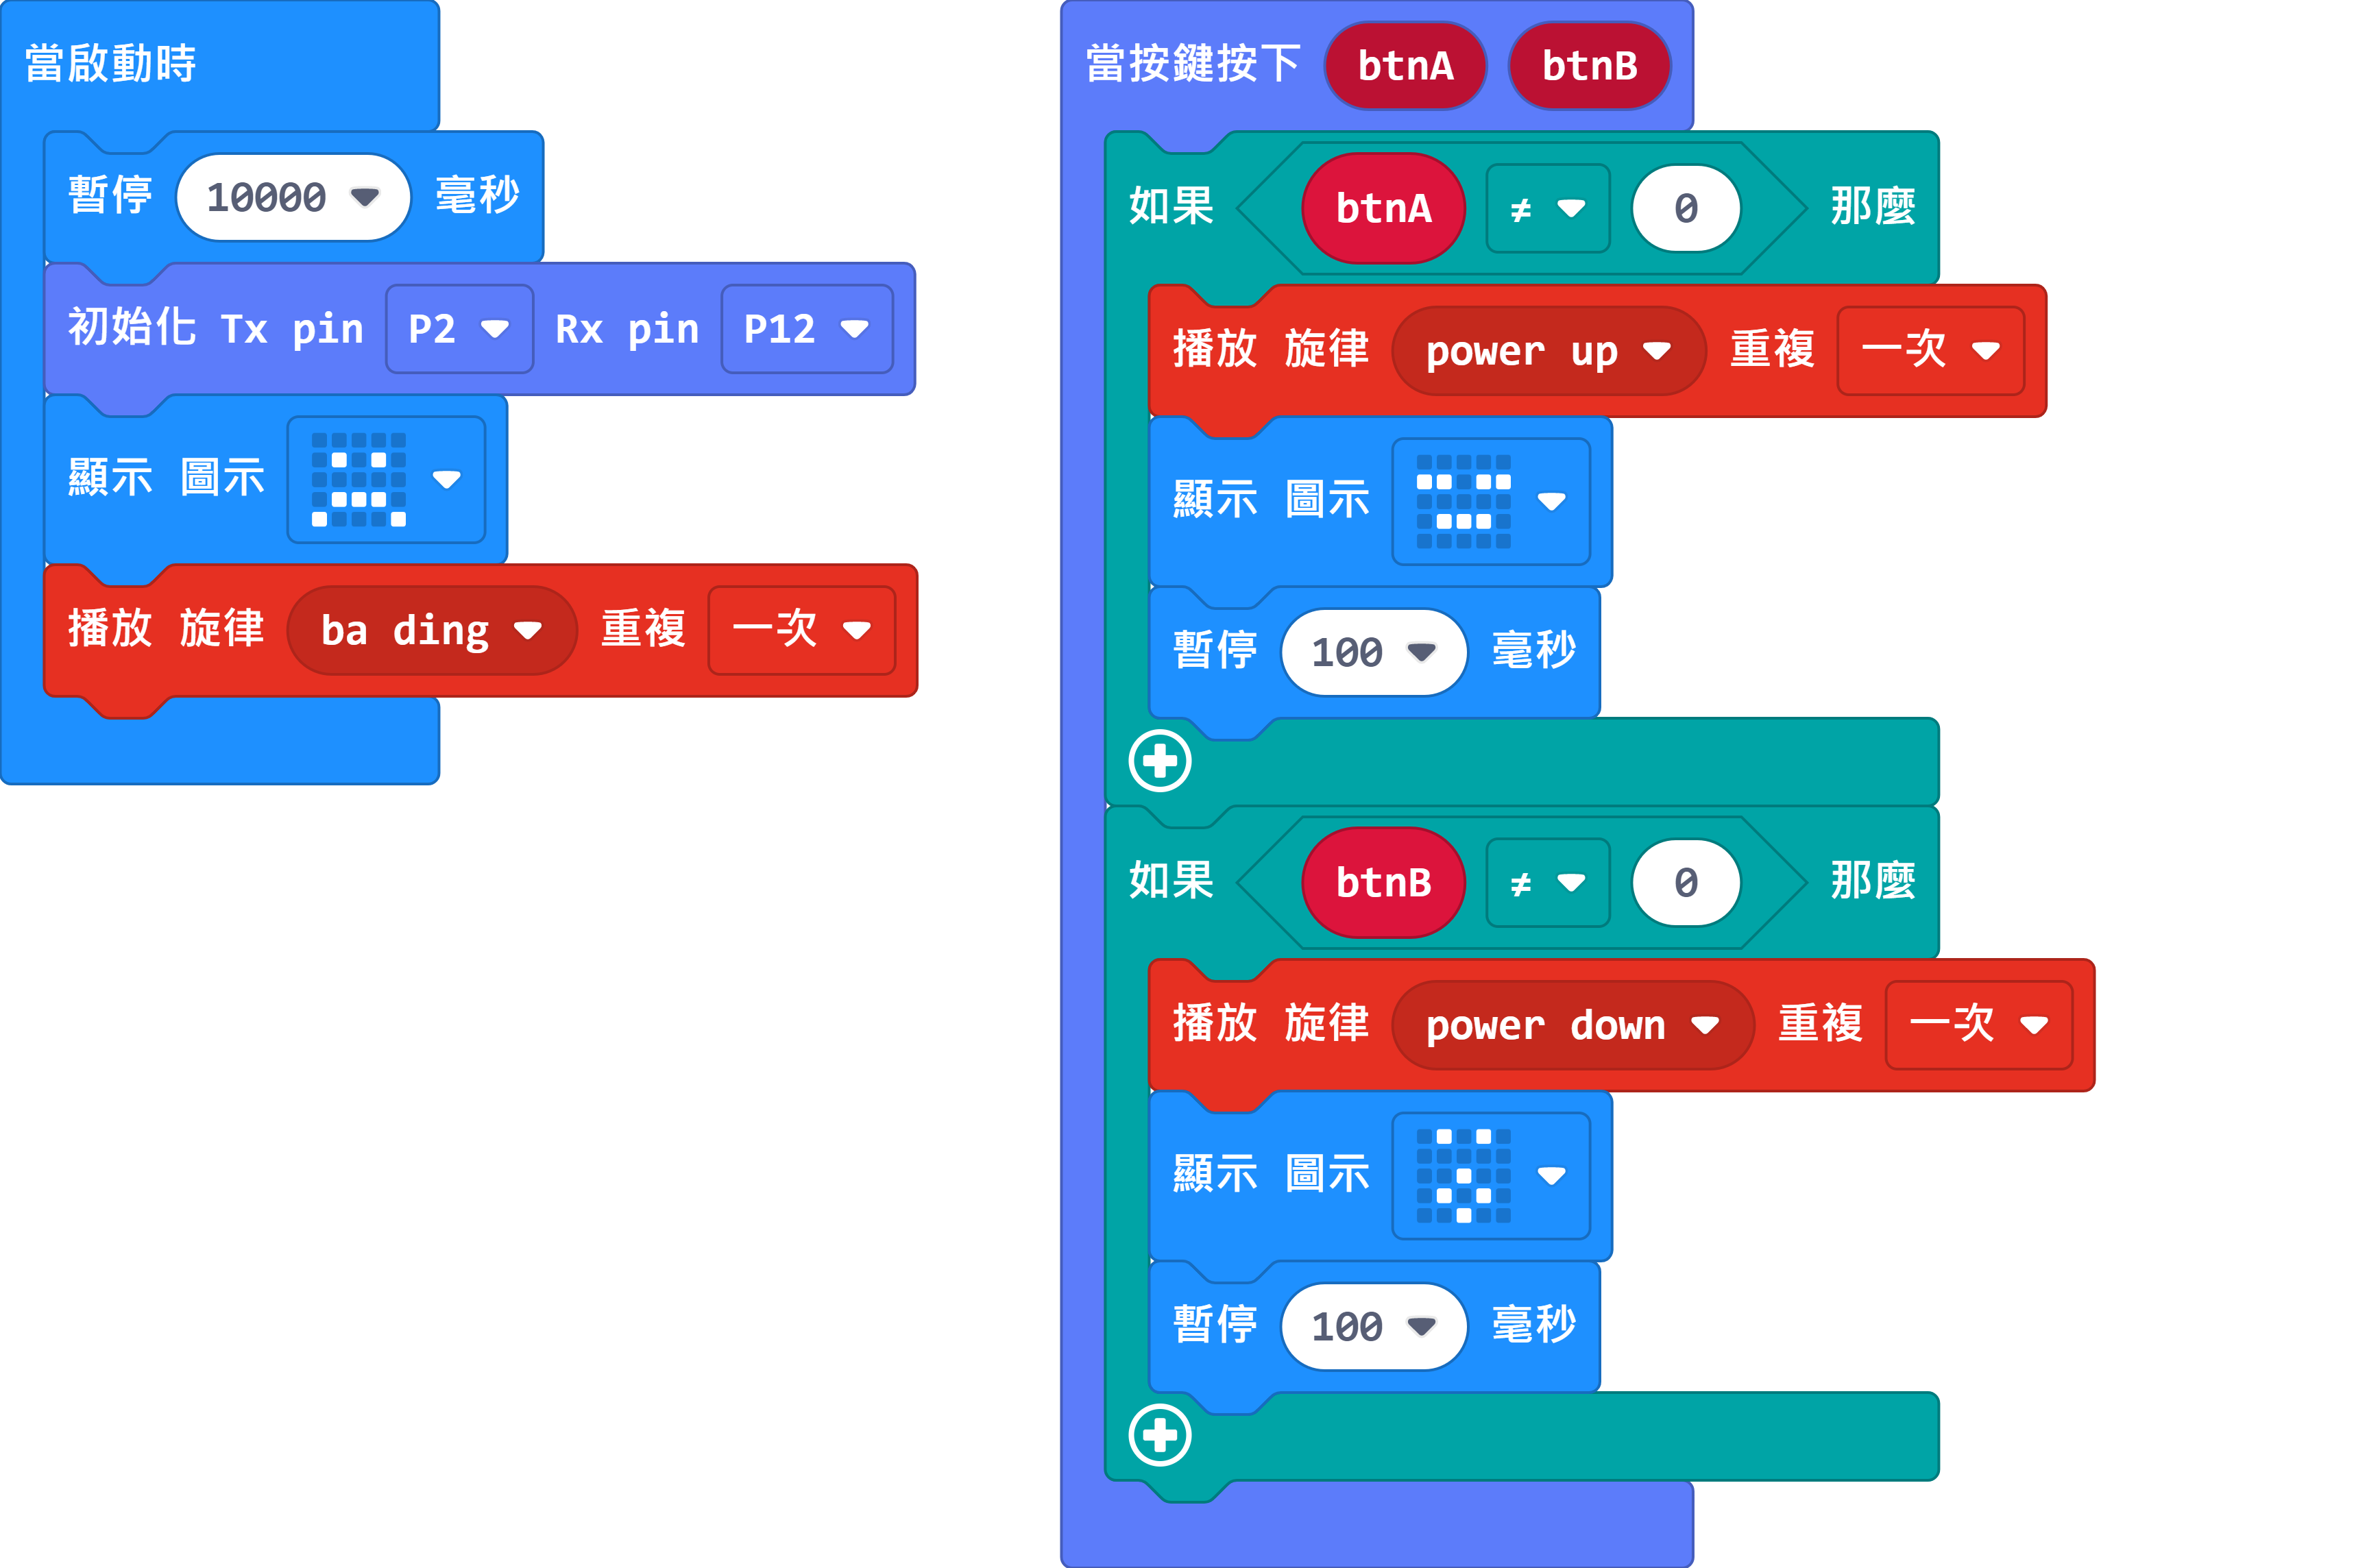 當啟動時
暫停 10000 毫秒
初始化 Tx pin P2 Rx pin P12
顯示 圖示
播放 旋律 ba ding 重複 一次
當按鍵按下 btnA btnB
如果 btnA ≠ 0 那麼
播放 旋律 power up 重複 一次
顯示 圖示
暫停 100 毫秒
如果 btnB ≠ 0 那麼
播放 旋律 power down 重複 一次
顯示 圖示
暫停 100 毫秒